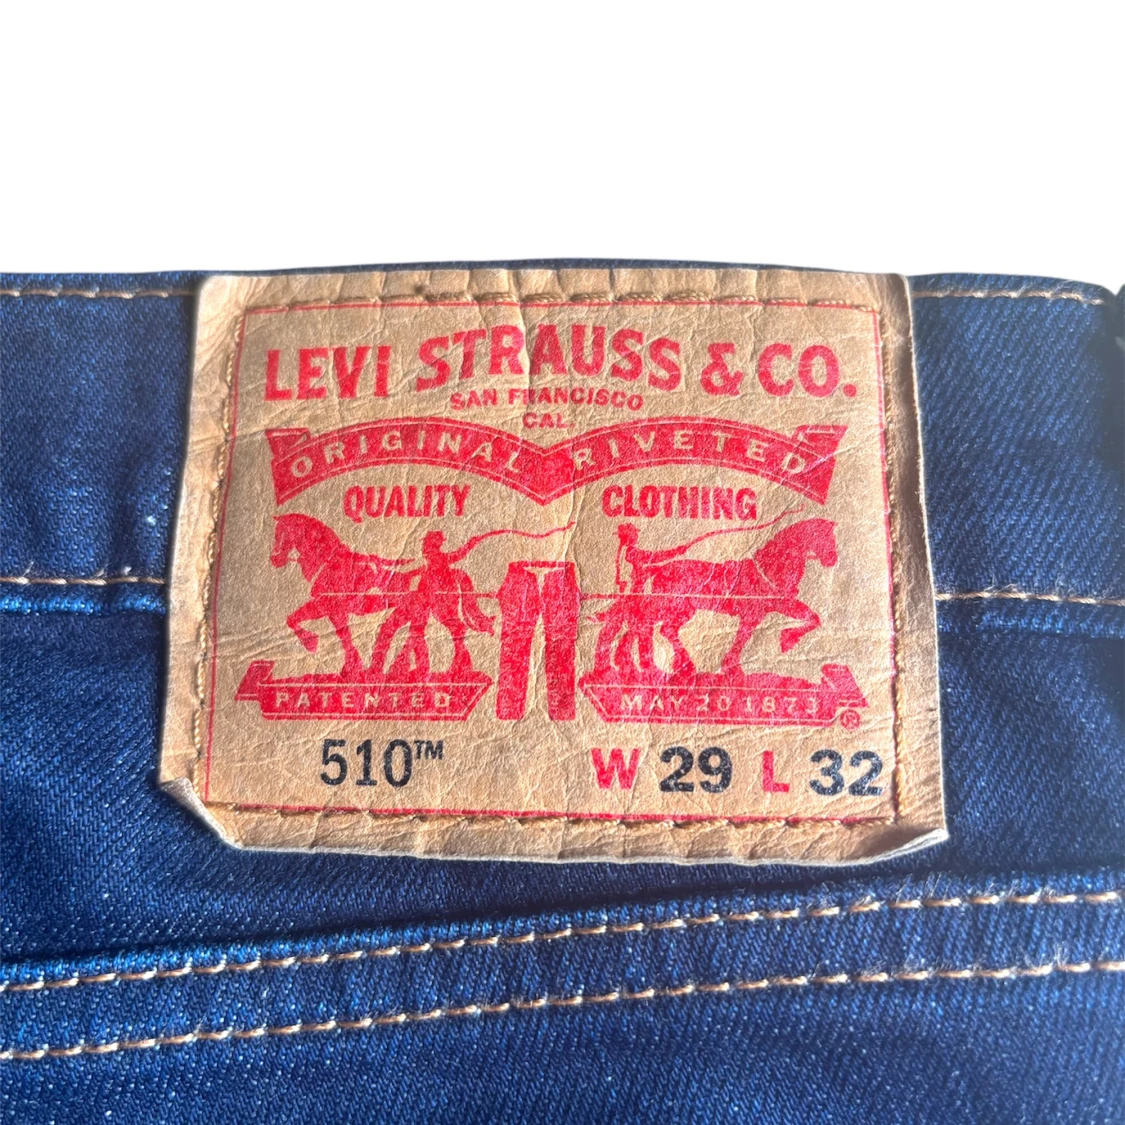 LEVI STRAUSS & CO.
SAN FRANCISCO
CAL.
ORIGINAL RIVETED
QUALITY CLOTHING
PATENTED MAY 20 1873 ®
510™ W 29 L 32